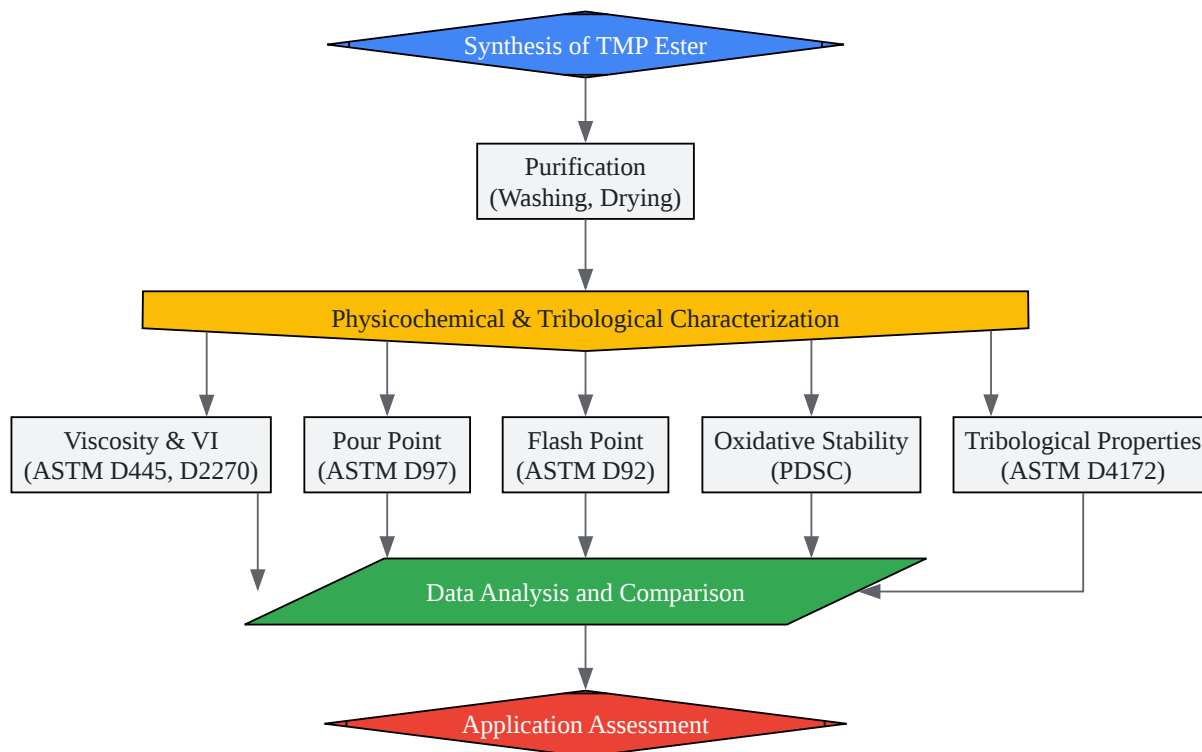 Synthesis of TMP Ester
Purification
(Washing, Drying)
Physicochemical & Tribological Characterization
Viscosity & VI
(ASTM D445, D2270)
Pour Point
(ASTM D97)
Flash Point
(ASTM D92)
Oxidative Stability
(PDSC)
Tribological Properties
(ASTM D4172)
Data Analysis and Comparison
Application Assessment